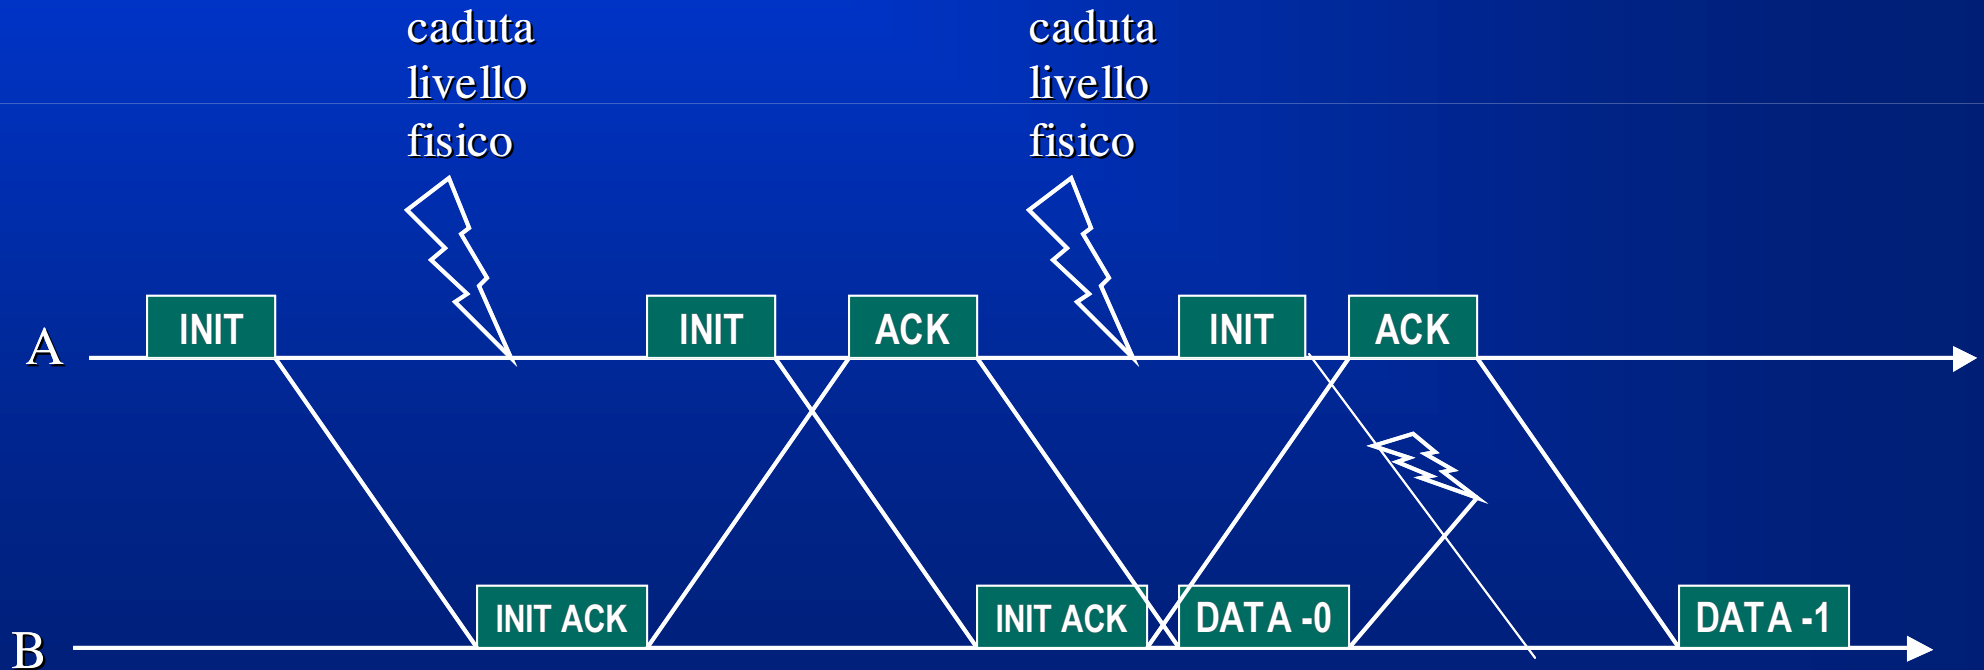 caduta
livello
fisico
caduta
livello
fisico
A
INIT
INIT
ACK
INIT
ACK
B
INIT ACK
INIT ACK
DATA -0
DATA -1